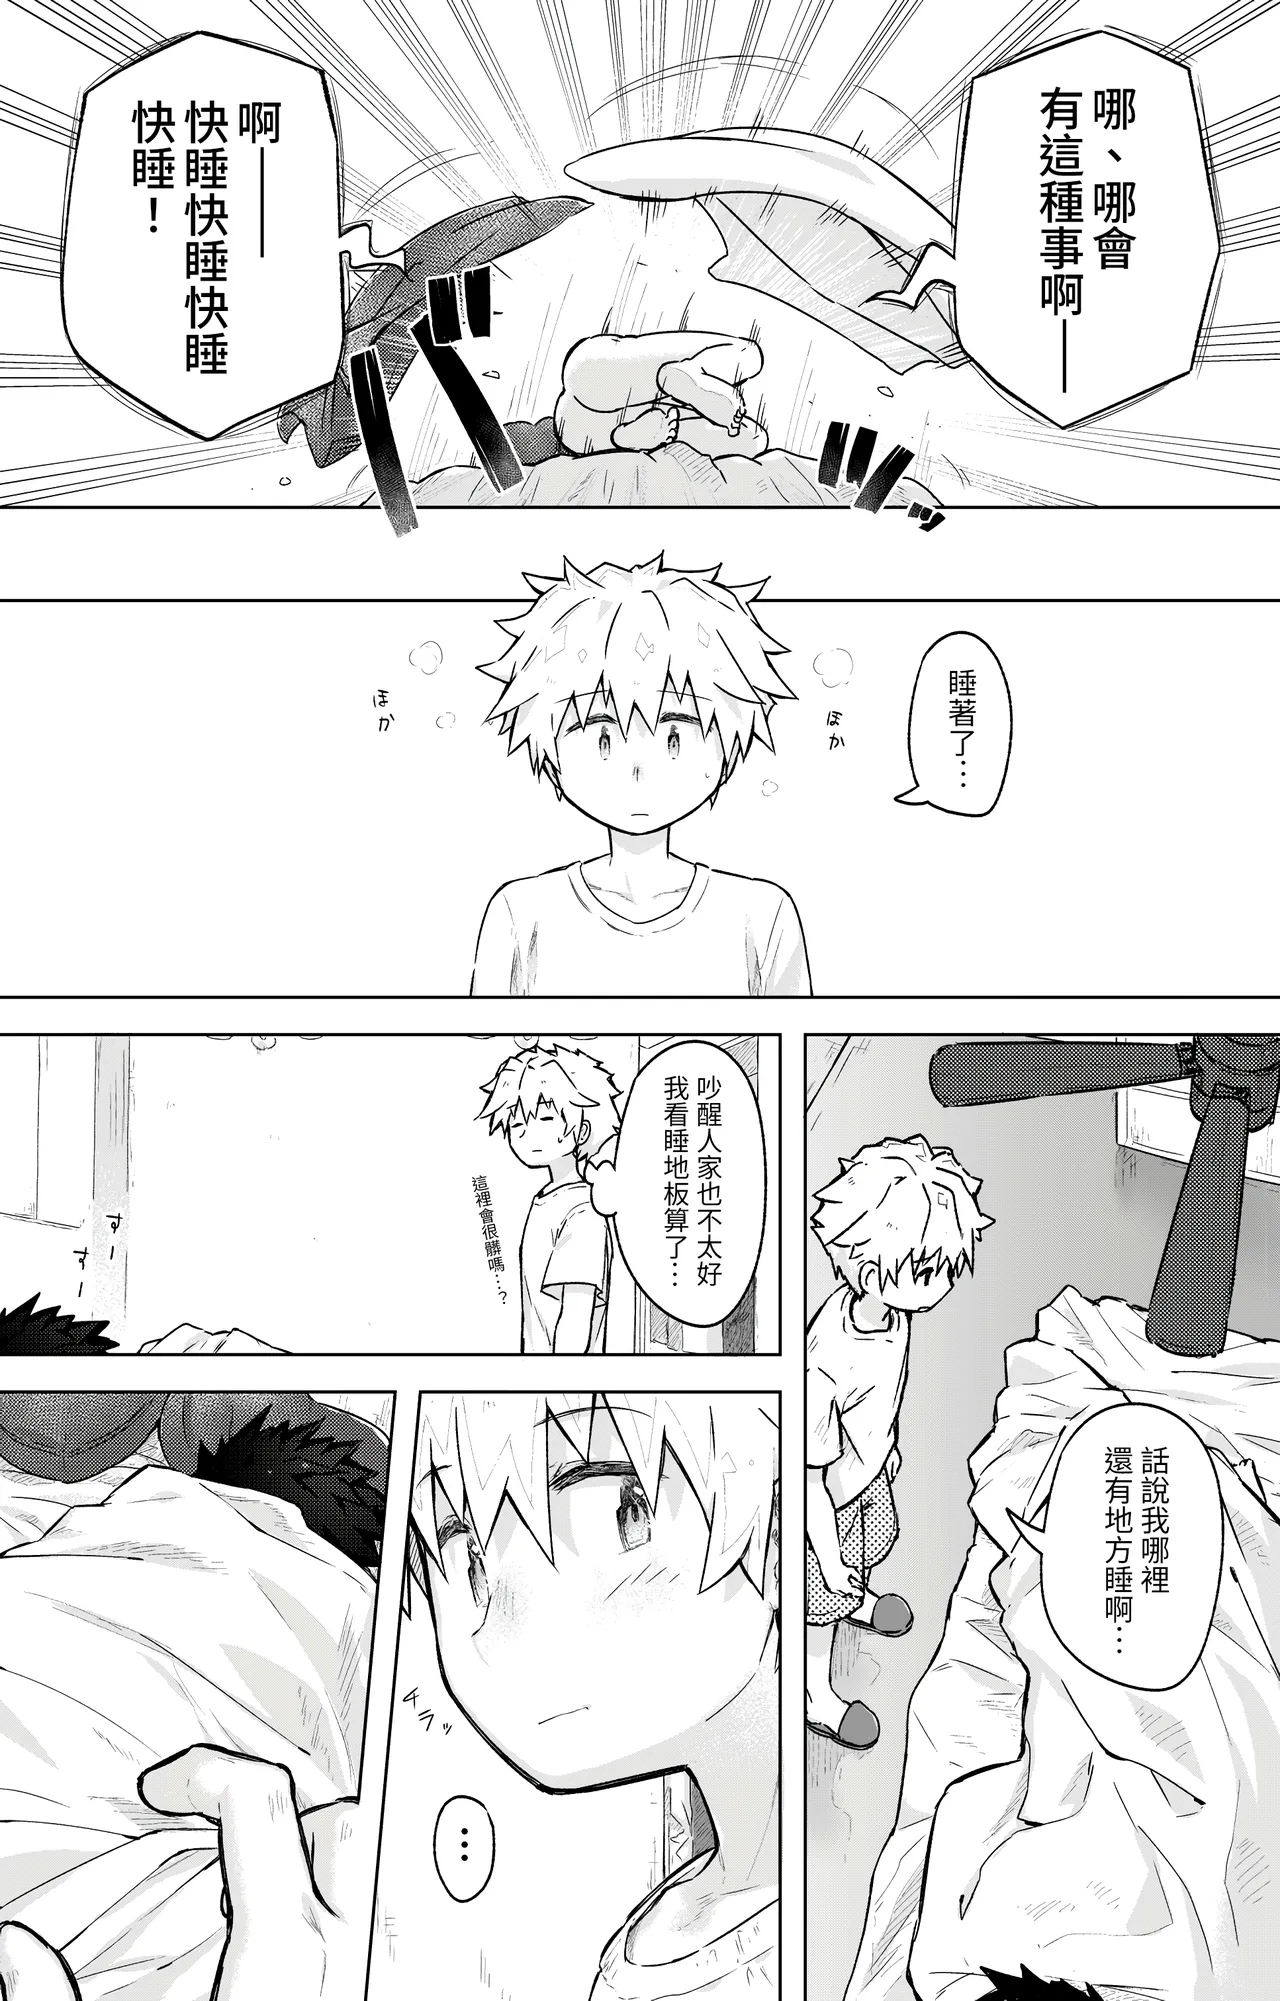 哪、哪會
有這種事啊——
啊——
快睡快睡快睡
快睡！
睡著了…
ほか
ほか
話說我哪裡
還有地方睡啊…
吵醒人家也不太好
我看睡地板算了…
這裡會很髒嗎…？
すー
すー
チラッ
…